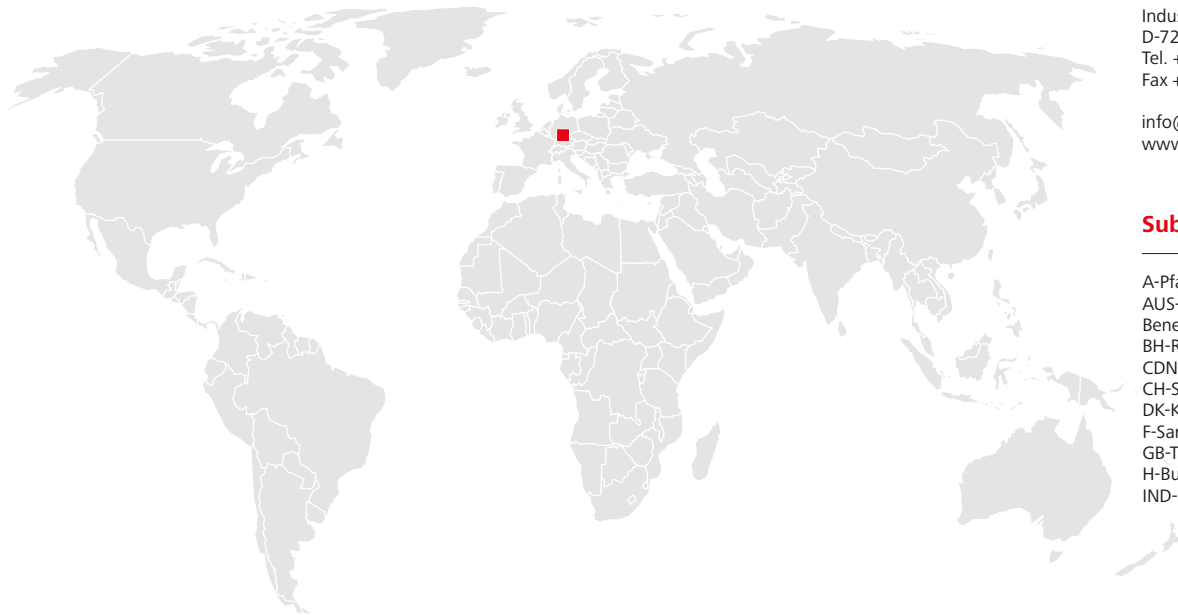 Indus
D-72
Tel. +
Fax +
info@
www
Sub
A-Pfa
AUS-
Bene
BH-R
CDN
CH-S
DK-K
F-Sar
GB-T
H-Bu
IND-